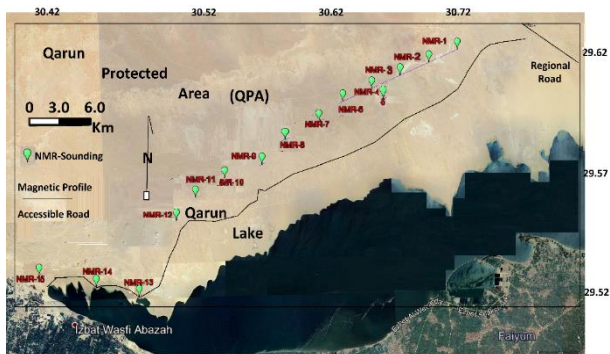 30.42
30.52
30.62
30.72
Qarun
Protected
Area
(QPA)
29.62
Regional
Road
NMR-1
NMR-2
NMR-3
NMR-4
5
NMR-6
NMR-7
NMR-8
NMR-9
MR-10
NMR-11
NMR-12
NMR-13
NMR-14
NMR-15
0 3 6.0
Km
NMR-Sounding
N
Magnetic Profile
Accessible Road
Qarun
Lake
29.57
29.52
Izbat Wasfi Abazah
Faiyum